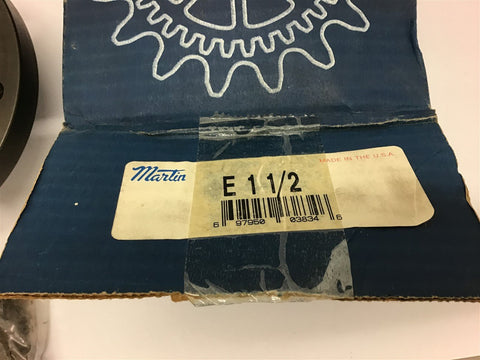 Martin
MADE IN THE U.S.A.
E 1 1/2
6 97950 03834 6